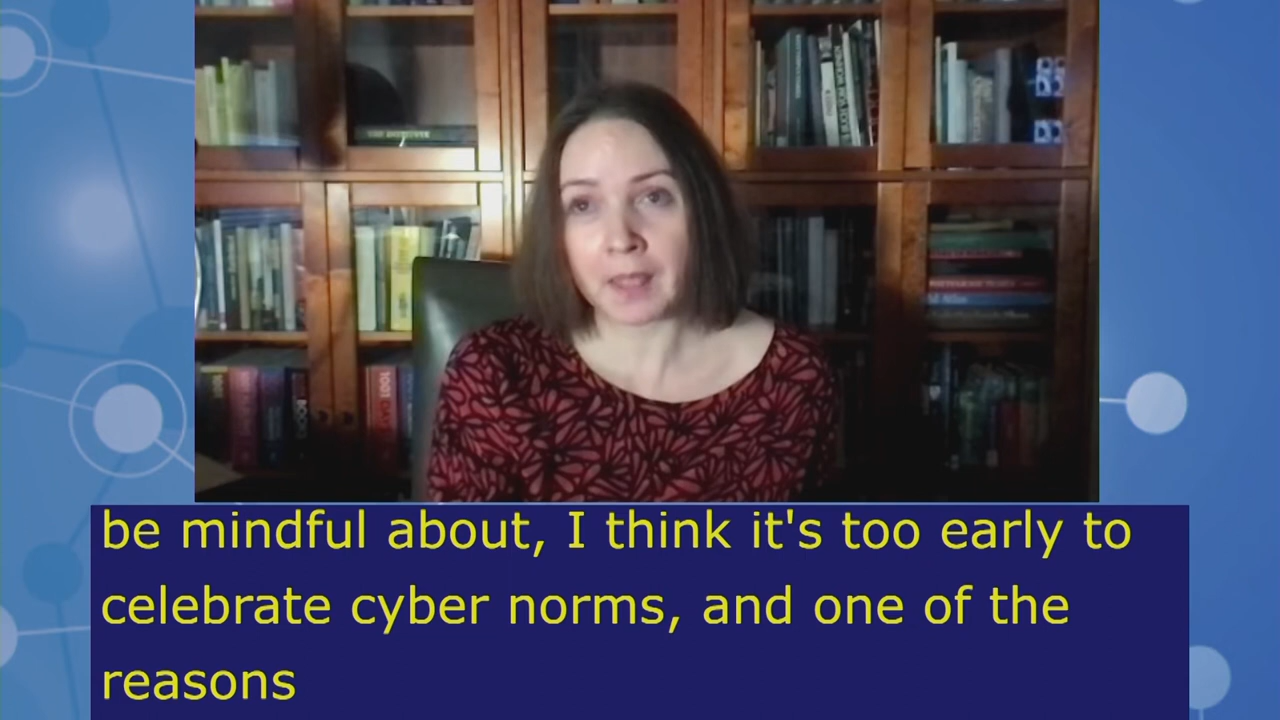 be mindful about, I think it's too early to
celebrate cyber norms, and one of the
reasons